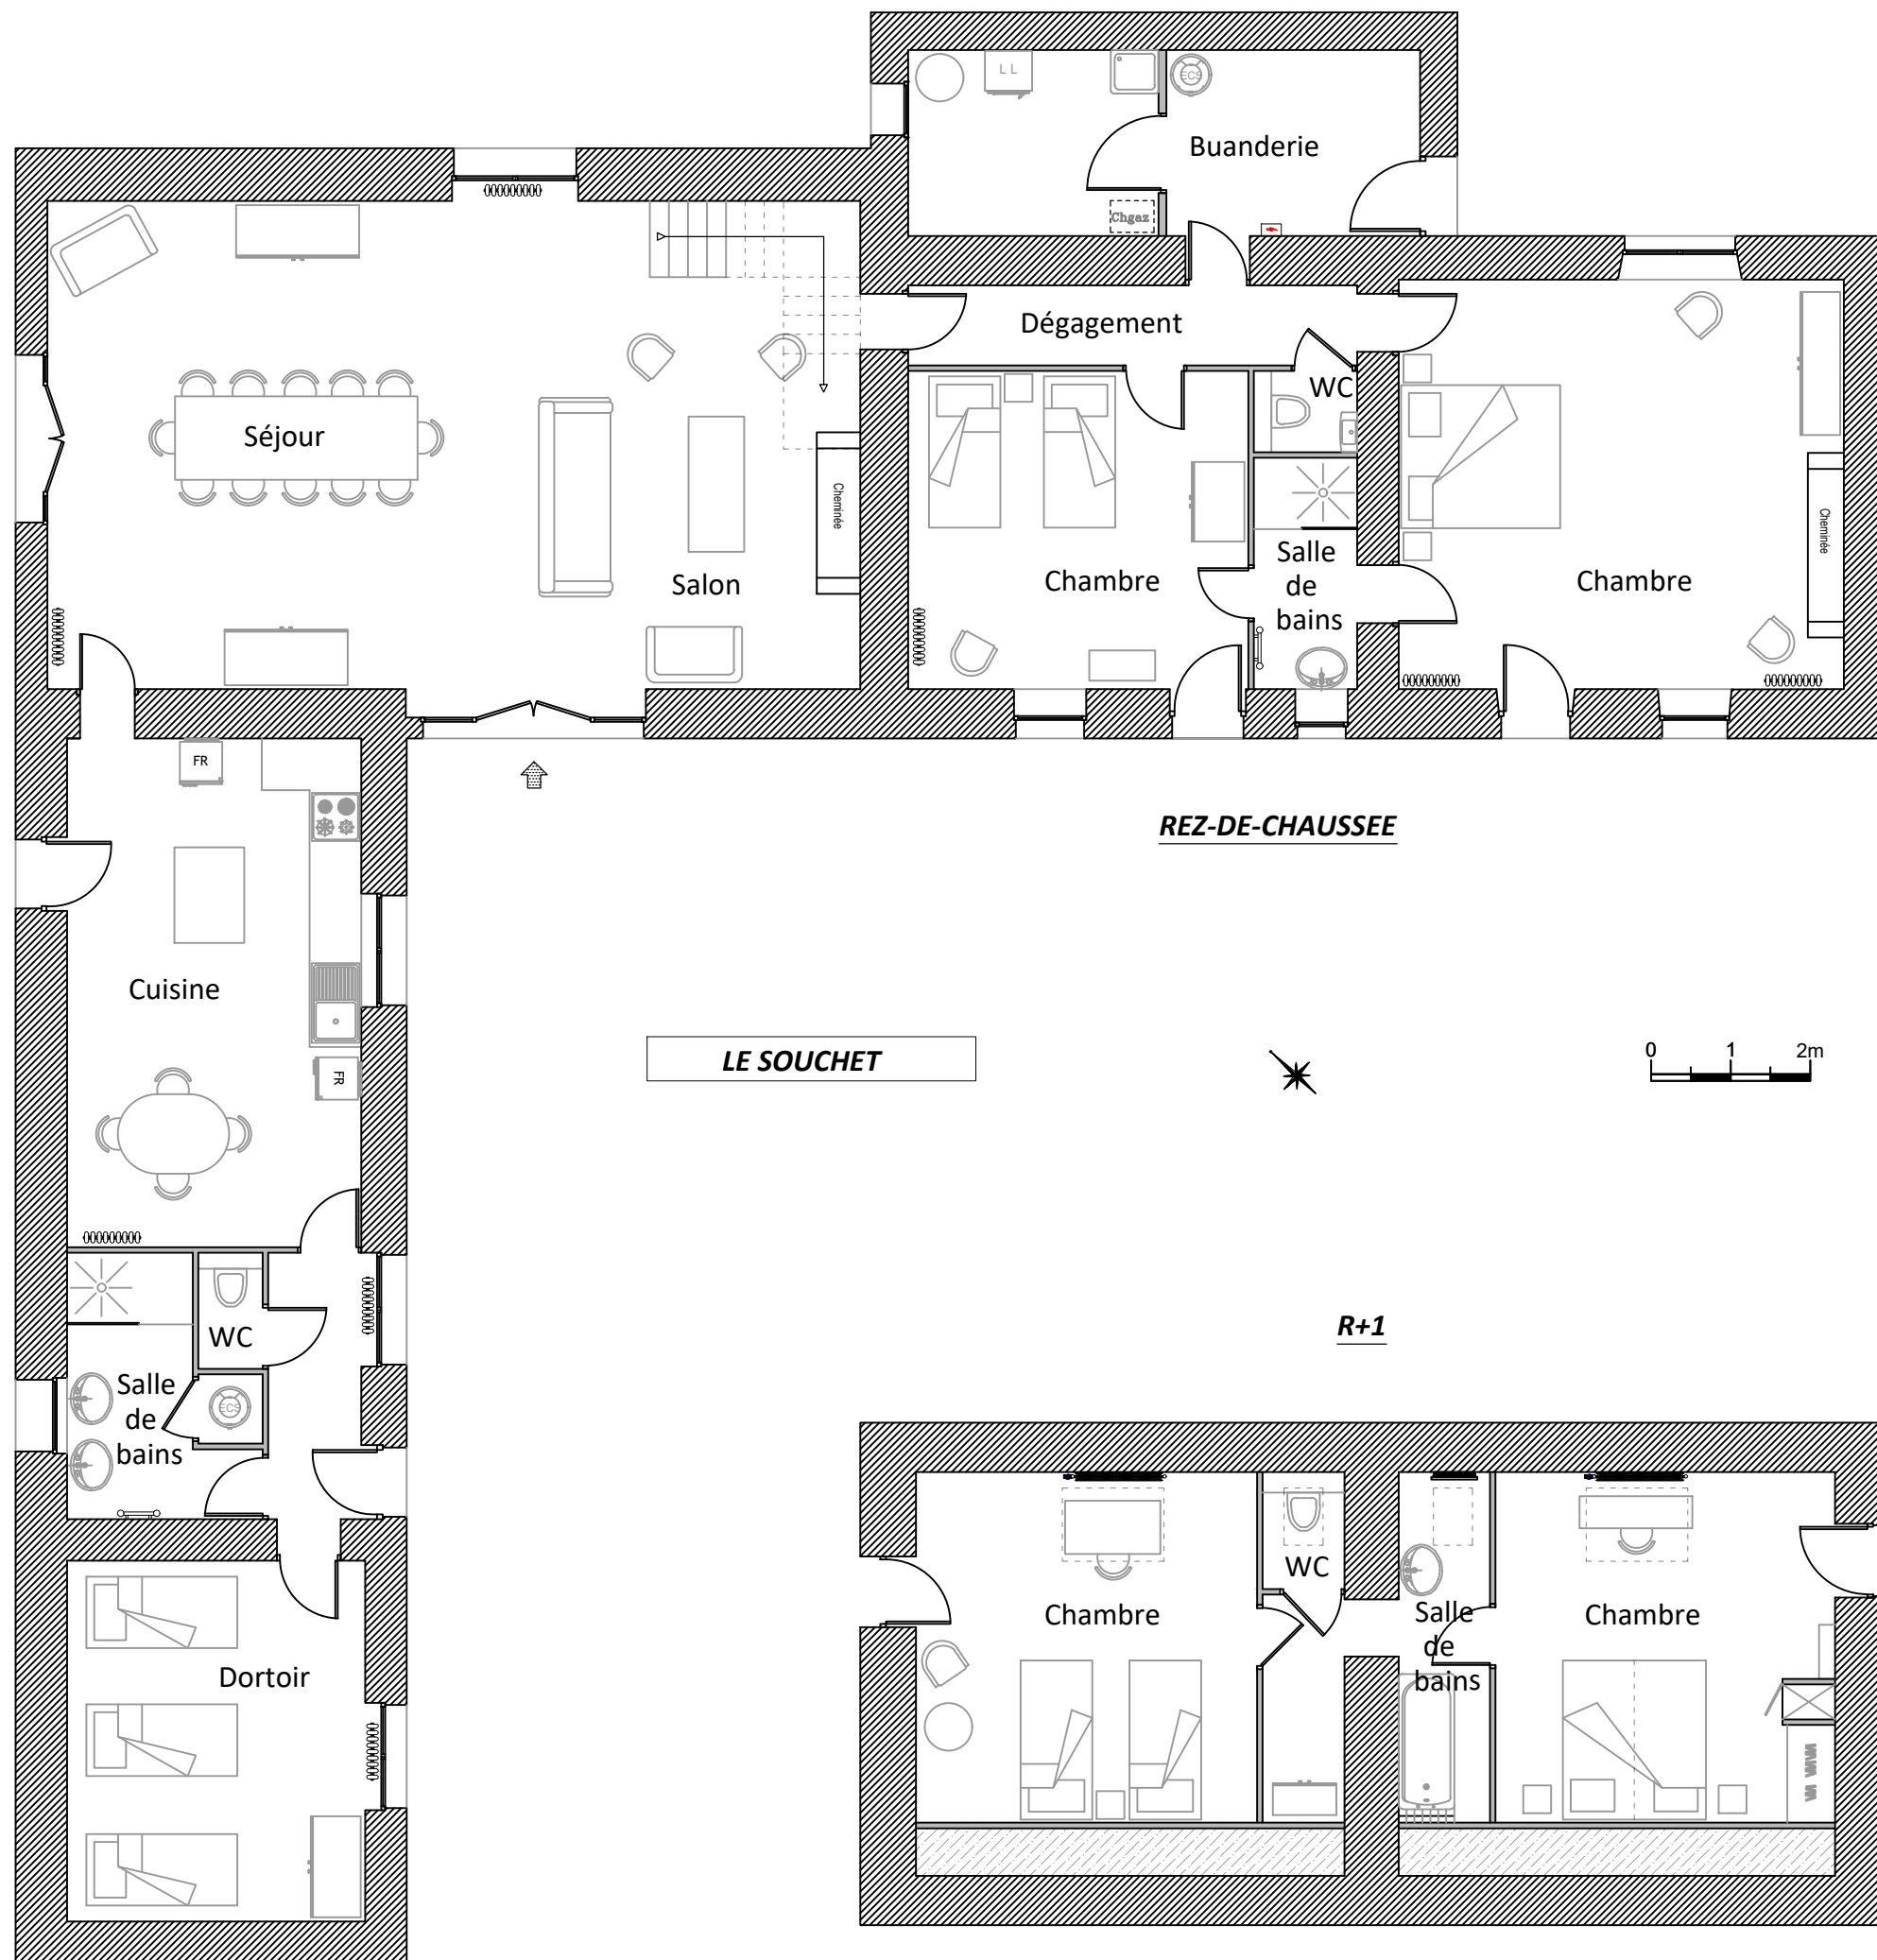 L L
ECS
Buanderie
Chgaz
Dégagement
WC
Séjour
Cheminée
Salon
Chambre
Salle
de
bains
Chambre
Cheminée
FR
REZ-DE-CHAUSSEE
Cuisine
LE SOUCHET
0 1 2m
FR
WC
Salle
de
bains
ECS
R+1
Dortoir
Chambre
WC
Salle
de
bains
Chambre